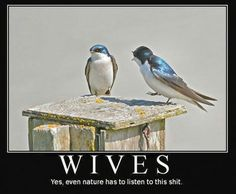 WIVES
Yes, even nature has to listen to this shit.